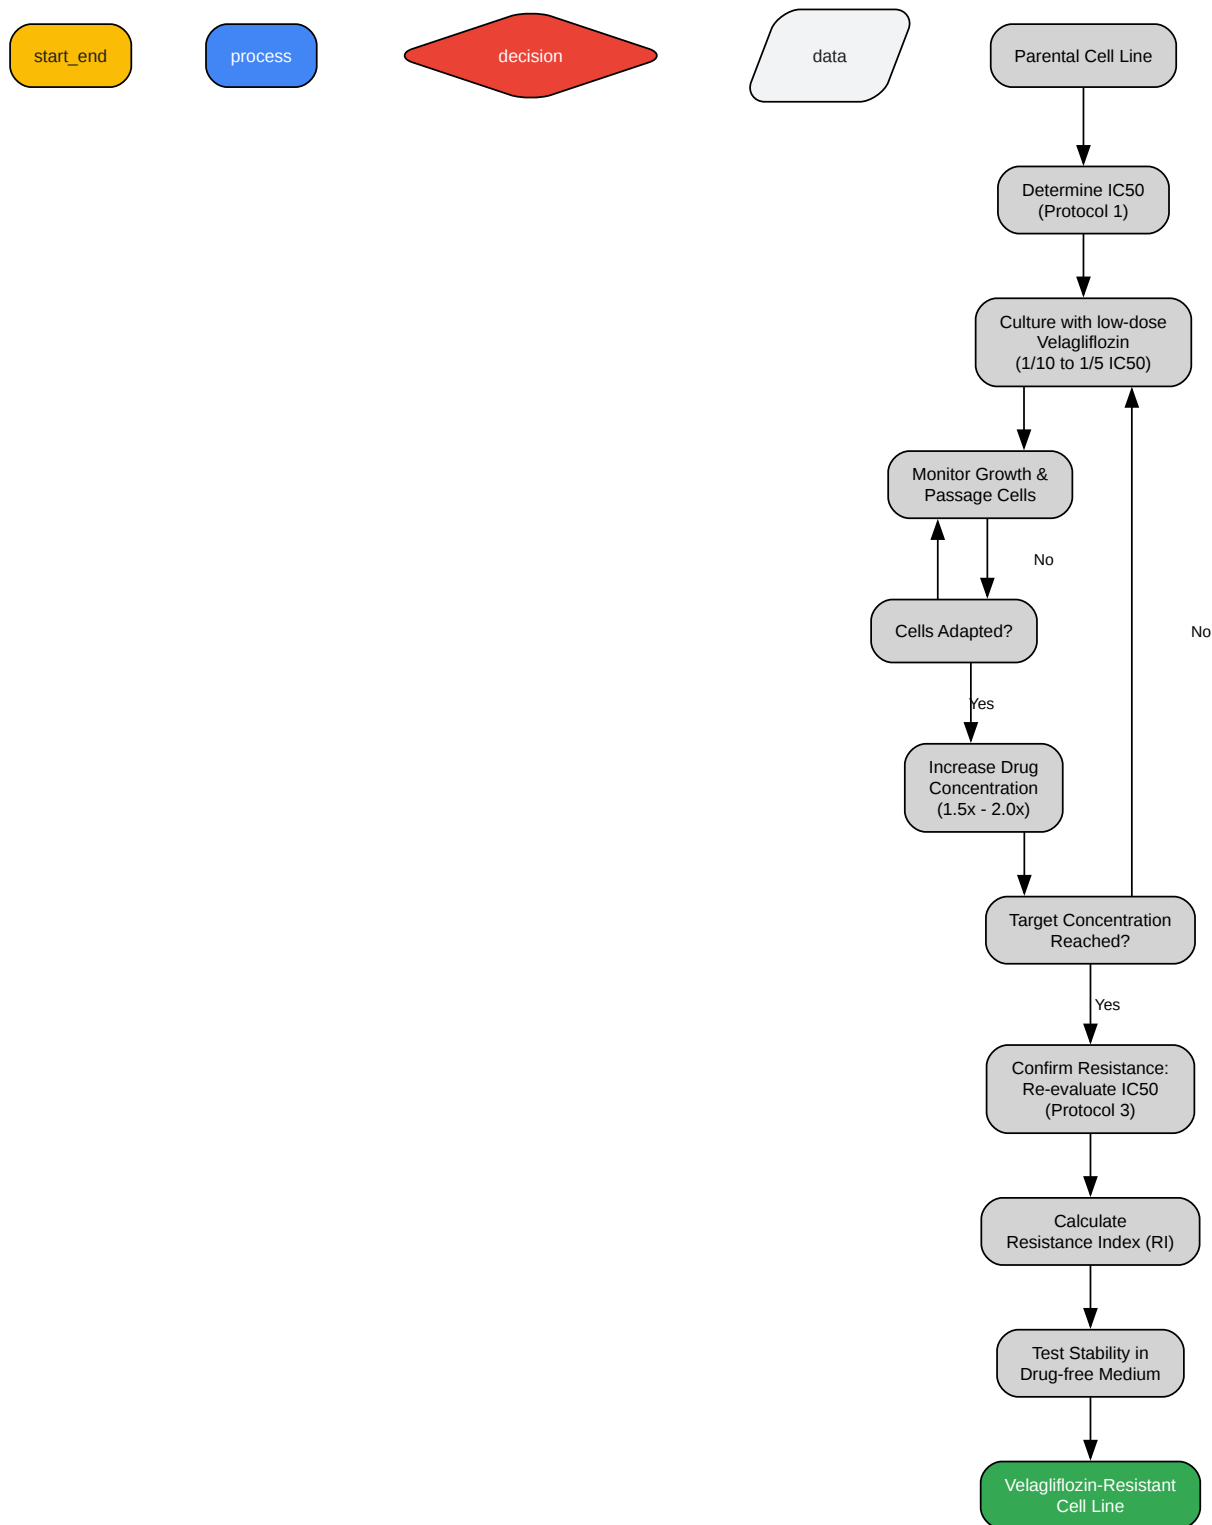 start_end
process
decision
data
Parental Cell Line
Determine IC50
(Protocol 1)
Culture with low-dose
Velagliflozin
(1/10 to 1/5 IC50)
Monitor Growth &
Passage Cells
No
Cells Adapted?
No
Yes
Increase Drug
Concentration
(1.5x - 2.0x)
Target Concentration
Reached?
Yes
Confirm Resistance:
Re-evaluate IC50
(Protocol 3)
Calculate
Resistance Index (RI)
Test Stability in
Drug-free Medium
Velagliflozin-Resistant
Cell Line